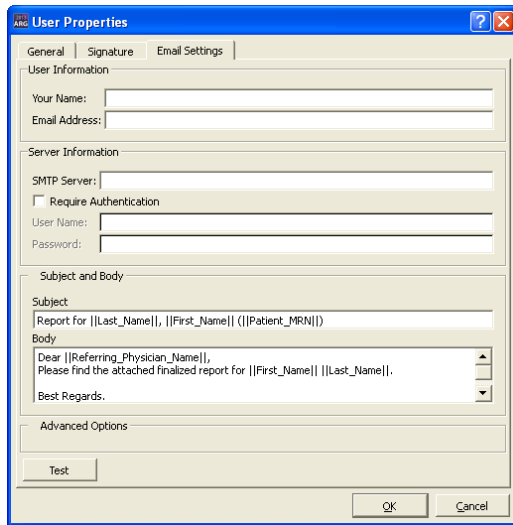 ARG User Properties
General Signature Email Settings
User Information
Your Name:
Email Address:
Server Information
SMTP Server:
Require Authentication
User Name:
Password:
Subject and Body
Subject
Report for ||Last_Name||, ||First_Name|| (||Patient_MRN||)
Body
Dear ||Referring_Physician_Name||,
Please find the attached finalized report for ||First_Name|| ||Last_Name||.
Best Regards.
Advanced Options
Test
OK Cancel